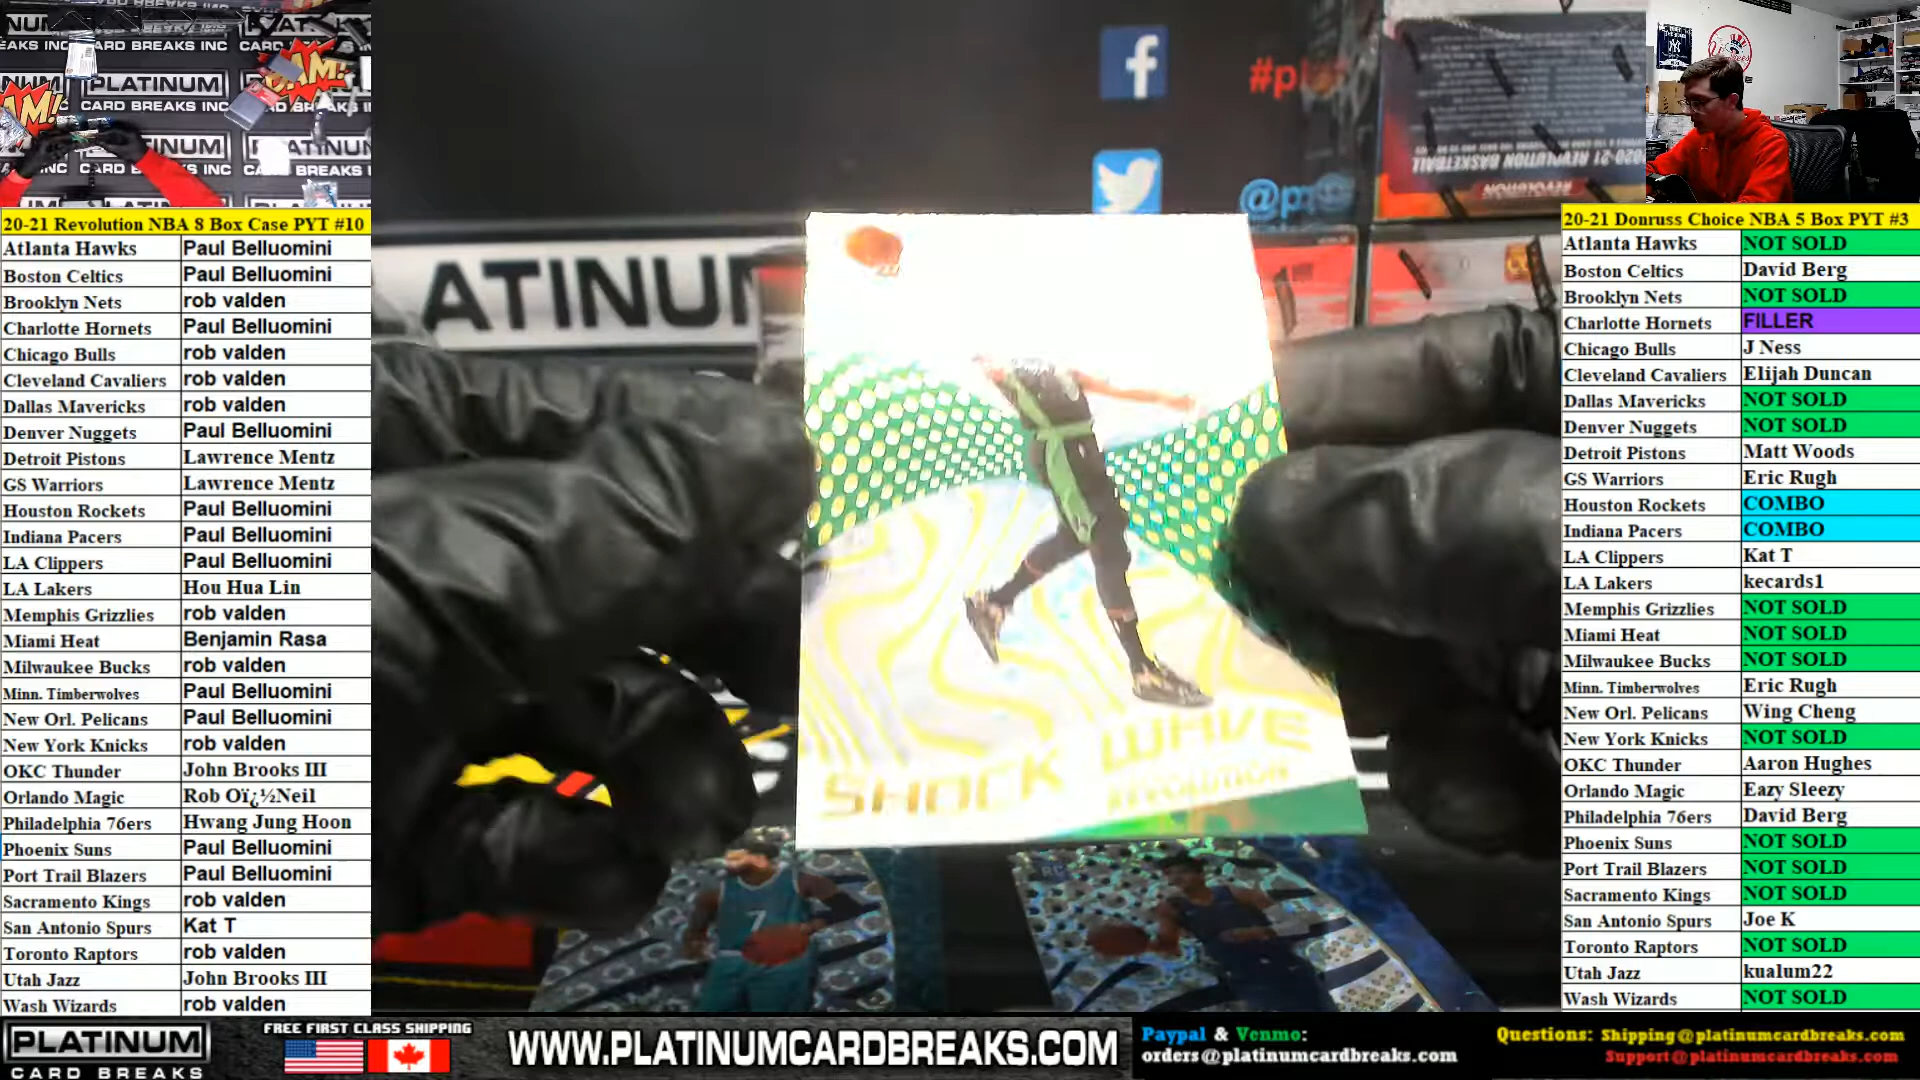 20-21 Revolution NBA 8 Box Case PYT #10
Atlanta Hawks Paul Belluomini
Boston Celtics Paul Belluomini
Brooklyn Nets rob valden
Charlotte Hornets Paul Belluomini
Chicago Bulls rob valden
Cleveland Cavaliers rob valden
Dallas Mavericks rob valden
Denver Nuggets Paul Belluomini
Detroit Pistons Lawrence Mentz
GS Warriors Lawrence Mentz
Houston Rockets Paul Belluomini
Indiana Pacers Paul Belluomini
LA Clippers Paul Belluomini
LA Lakers Hou Hua Lin
Memphis Grizzlies rob valden
Miami Heat Benjamin Rasa
Milwaukee Bucks rob valden
Minn. Timberwolves Paul Belluomini
New Orl. Pelicans Paul Belluomini
New York Knicks rob valden
OKC Thunder John Brooks III
Orlando Magic Rob Oï¿½Neil
Philadelphia 76ers Hwang Jung Hoon
Phoenix Suns Paul Belluomini
Port Trail Blazers Paul Belluomini
Sacramento Kings rob valden
San Antonio Spurs Kat T
Toronto Raptors rob valden
Utah Jazz John Brooks III
Wash Wizards rob valden
PLATINUM
CARD BREAKS INC
ATINUM
2020-21 REVOLUTION BASKETBALL
REVOLUTION
SHOCK WAVE
REVOLUTION
7
RC
20-21 Donruss Choice NBA 5 Box PYT #3
Atlanta Hawks NOT SOLD
Boston Celtics David Berg
Brooklyn Nets NOT SOLD
Charlotte Hornets FILLER
Chicago Bulls J Ness
Cleveland Cavaliers Elijah Duncan
Dallas Mavericks NOT SOLD
Denver Nuggets NOT SOLD
Detroit Pistons Matt Woods
GS Warriors Eric Rugh
Houston Rockets COMBO
Indiana Pacers COMBO
LA Clippers Kat T
LA Lakers kecards1
Memphis Grizzlies NOT SOLD
Miami Heat NOT SOLD
Milwaukee Bucks NOT SOLD
Minn. Timberwolves Eric Rugh
New Orl. Pelicans Wing Cheng
New York Knicks NOT SOLD
OKC Thunder Aaron Hughes
Orlando Magic Eazy Sleezy
Philadelphia 76ers David Berg
Phoenix Suns NOT SOLD
Port Trail Blazers NOT SOLD
Sacramento Kings NOT SOLD
San Antonio Spurs Joe K
Toronto Raptors NOT SOLD
Utah Jazz kualum22
Wash Wizards NOT SOLD
PLATINUM
CARD BREAKS
FREE FIRST CLASS SHIPPING
WWW.PLATINUMCARDBREAKS.COM
Paypal & Venmo:
orders@platinumcardbreaks.com
Questions: Shipping@platinumcardbreaks.com
Support@platinumcardbreaks.com